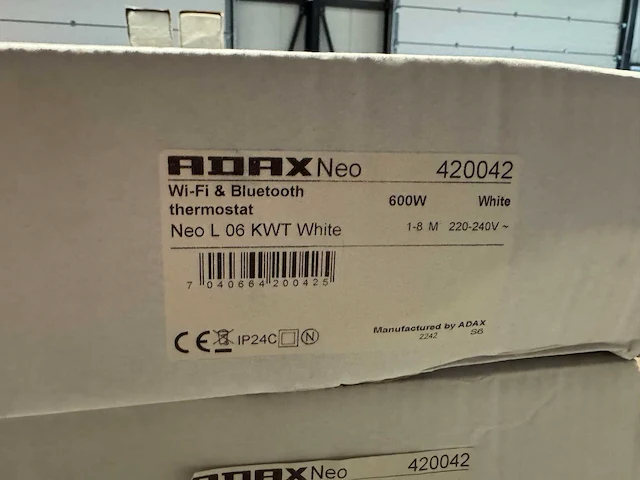 ADAX Neo 420042
Wi-Fi & Bluetooth thermostat 600W White
Neo L 06 KWT White 1-8 M 220-240V ~
7 040664 200425
CE IP24C N Manufactured by ADAX
2242 S6
ADAX Neo 420042